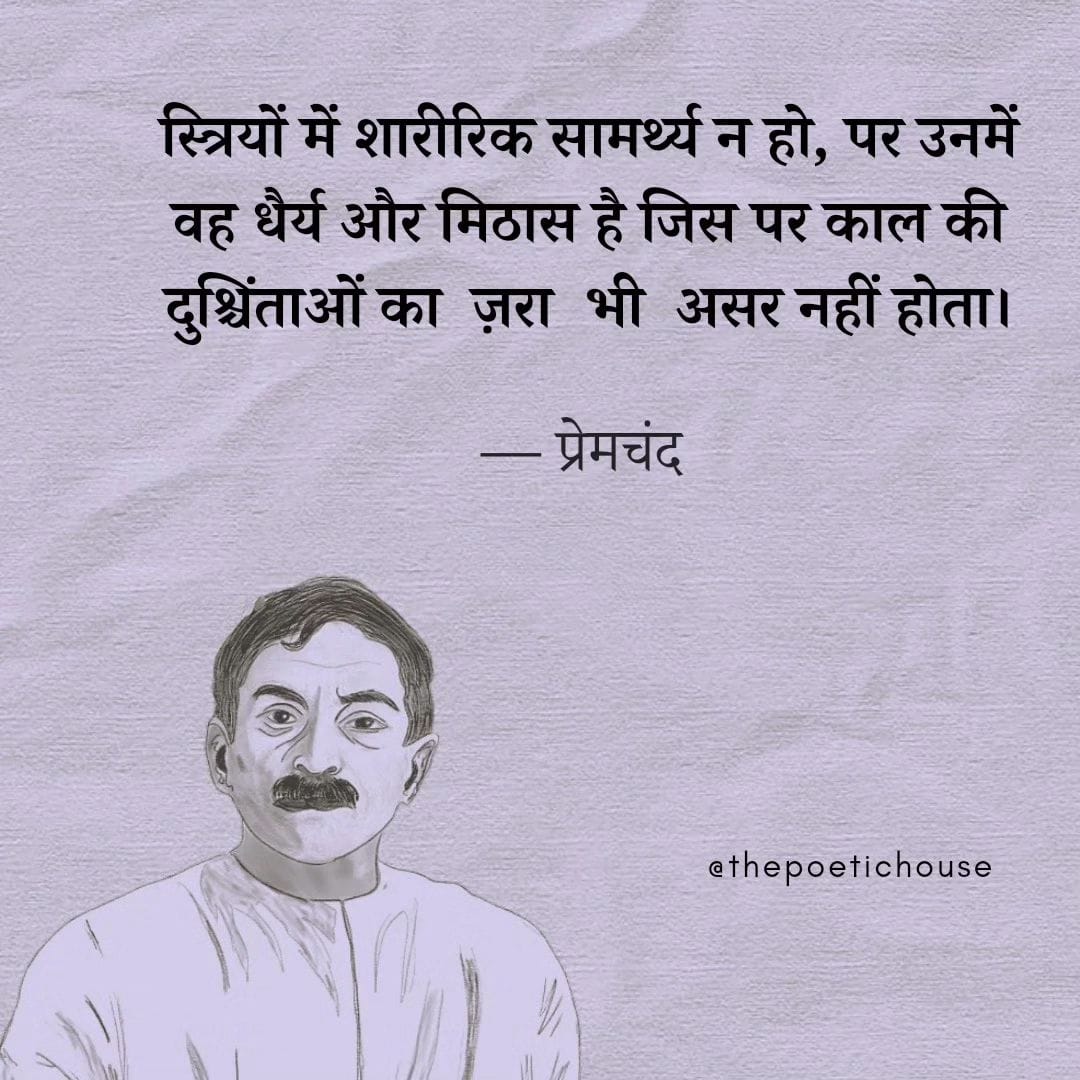 स्त्रियों में शारीरिक सामर्थ्य न हो, पर उनमें
वह धैर्य और मिठास है जिस पर काल की
दुश्चिंताओं का ज़रा भी असर नहीं होता।
— प्रेमचंद
@thepoetichouse